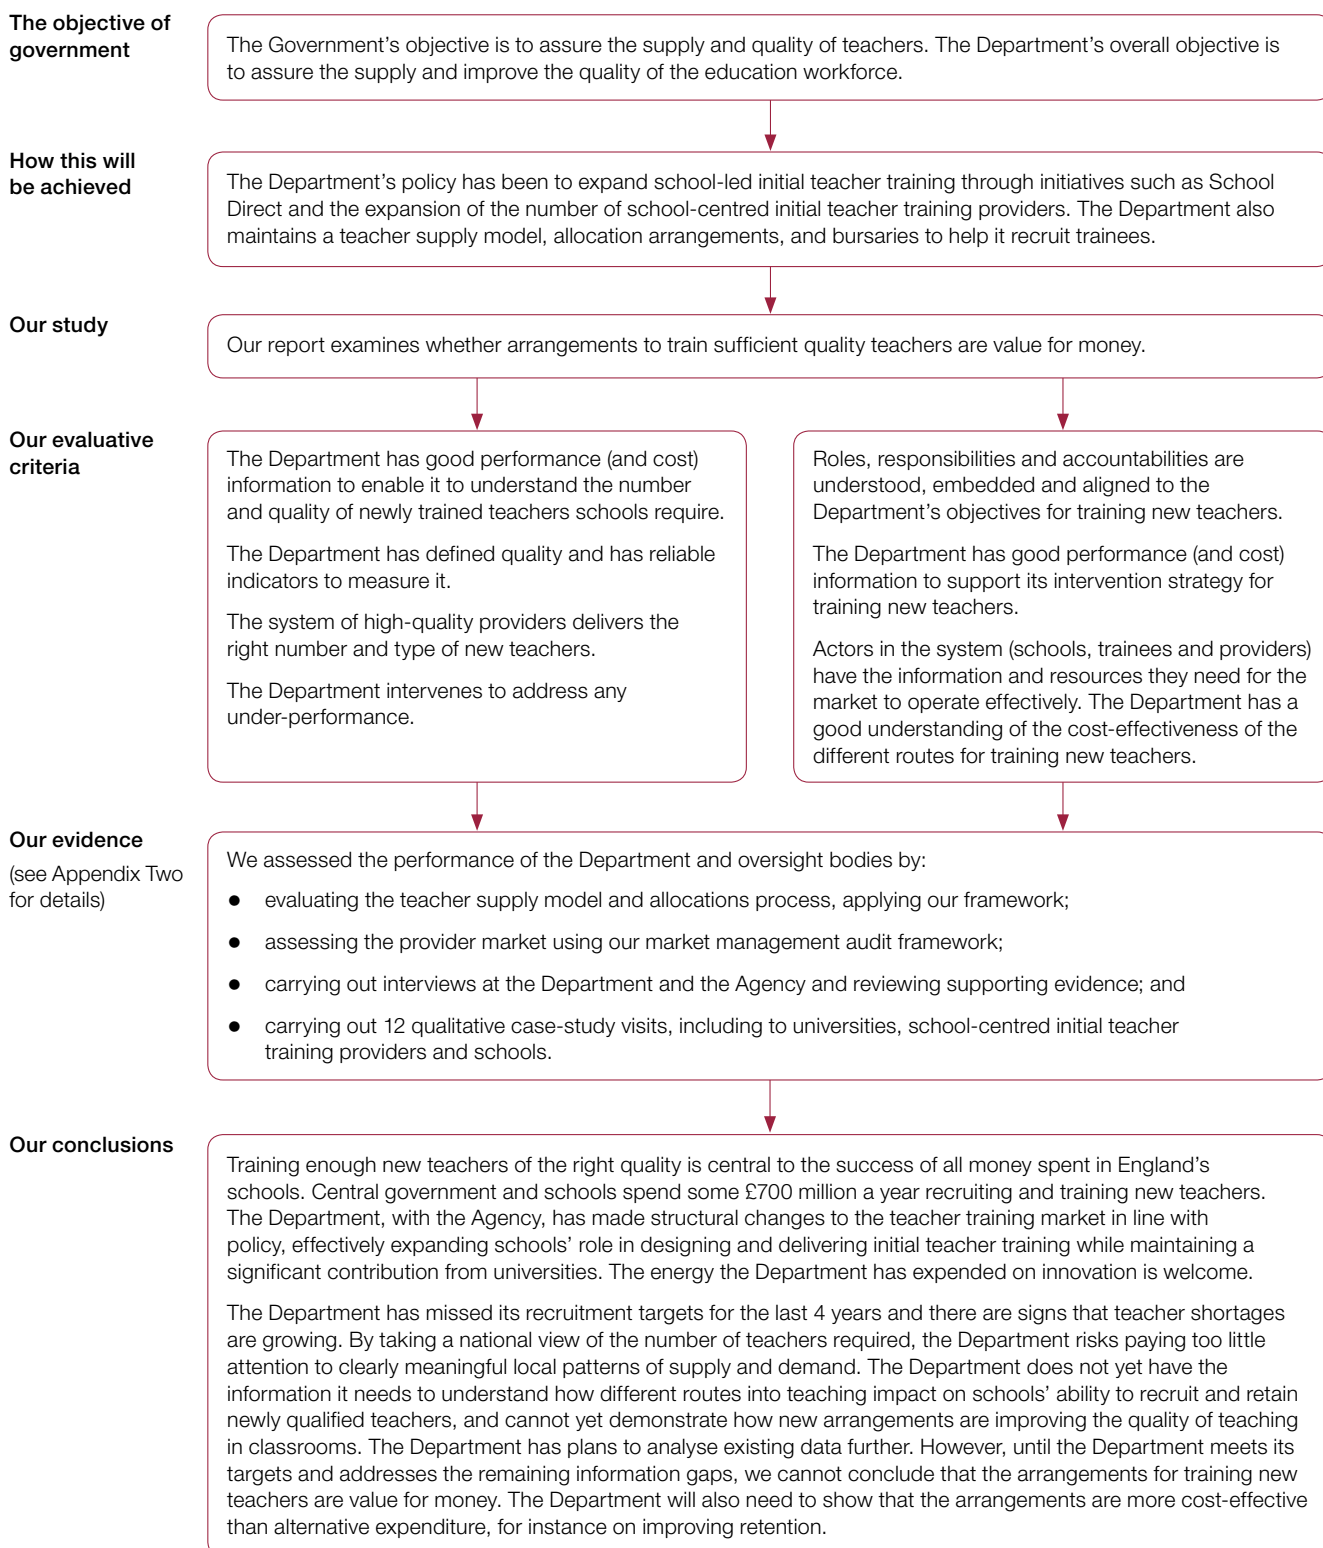 The objective of
government
The Government's objective is to assure the supply and quality of teachers. The Department's overall objective is
to assure the supply and improve the quality of the education workforce.
How this will
be achieved
The Department's policy has been to expand school-led initial teacher training through initiatives such as School
Direct and the expansion of the number of school-centred initial teacher training providers. The Department also
maintains a teacher supply model, allocation arrangements, and bursaries to help it recruit trainees.
Our study
Our report examines whether arrangements to train sufficient quality teachers are value for money.
Our evaluative
criteria
The Department has good performance (and cost)
information to enable it to understand the number
and quality of newly trained teachers schools require.
The Department has defined quality and has reliable
indicators to measure it.
The system of high-quality providers delivers the
right number and type of new teachers.
The Department intervenes to address any
under-performance.
Roles, responsibilities and accountabilities are
understood, embedded and aligned to the
Department's objectives for training new teachers.
The Department has good performance (and cost)
information to support its intervention strategy for
training new teachers.
Actors in the system (schools, trainees and providers)
have the information and resources they need for the
market to operate effectively. The Department has a
good understanding of the cost-effectiveness of the
different routes for training new teachers.
Our evidence
(see Appendix Two
for details)
We assessed the performance of the Department and oversight bodies by:
● evaluating the teacher supply model and allocations process, applying our framework;
● assessing the provider market using our market management audit framework;
● carrying out interviews at the Department and the Agency and reviewing supporting evidence; and
● carrying out 12 qualitative case-study visits, including to universities, school-centred initial teacher
training providers and schools.
Our conclusions
Training enough new teachers of the right quality is central to the success of all money spent in England's
schools. Central government and schools spend some £700 million a year recruiting and training new teachers.
The Department, with the Agency, has made structural changes to the teacher training market in line with
policy, effectively expanding schools' role in designing and delivering initial teacher training while maintaining a
significant contribution from universities. The energy the Department has expended on innovation is welcome.
The Department has missed its recruitment targets for the last 4 years and there are signs that teacher shortages
are growing. By taking a national view of the number of teachers required, the Department risks paying too little
attention to clearly meaningful local patterns of supply and demand. The Department does not yet have the
information it needs to understand how different routes into teaching impact on schools' ability to recruit and retain
newly qualified teachers, and cannot yet demonstrate how new arrangements are improving the quality of teaching
in classrooms. The Department has plans to analyse existing data further. However, until the Department meets its
targets and addresses the remaining information gaps, we cannot conclude that the arrangements for training new
teachers are value for money. The Department will also need to show that the arrangements are more cost-effective
than alternative expenditure, for instance on improving retention.